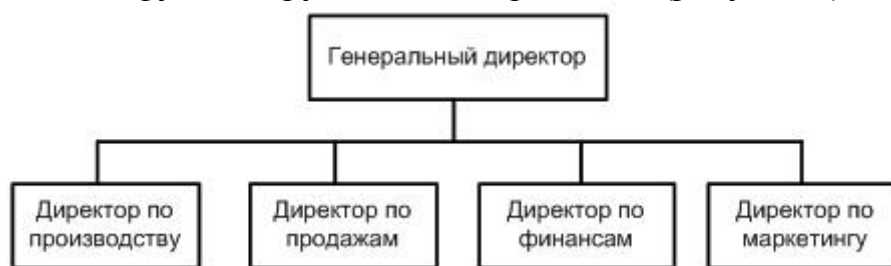 Генеральный директор
Директор по
производству
Директор по
продажам
Директор по
финансам
Директор по
маркетингу